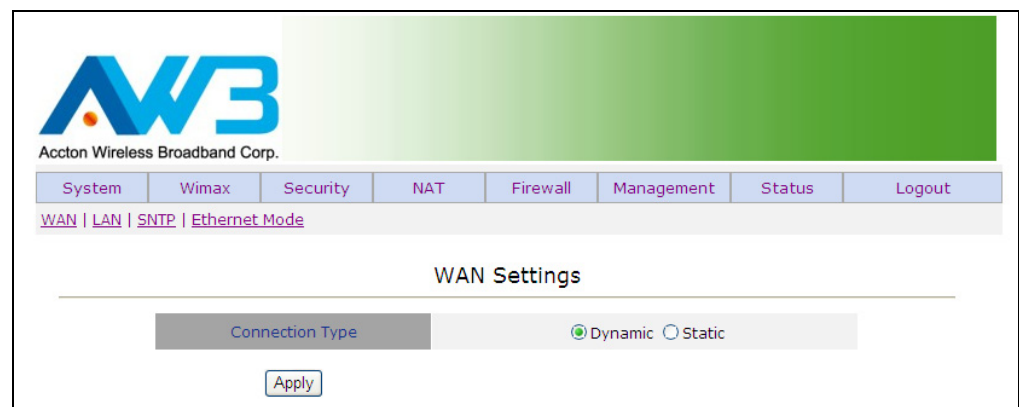 AWB
Accton Wireless Broadband Corp.
System Wimax Security NAT Firewall Management Status Logout
WAN | LAN | SNTP | Ethernet Mode
WAN Settings
Connection Type Dynamic Static
Apply